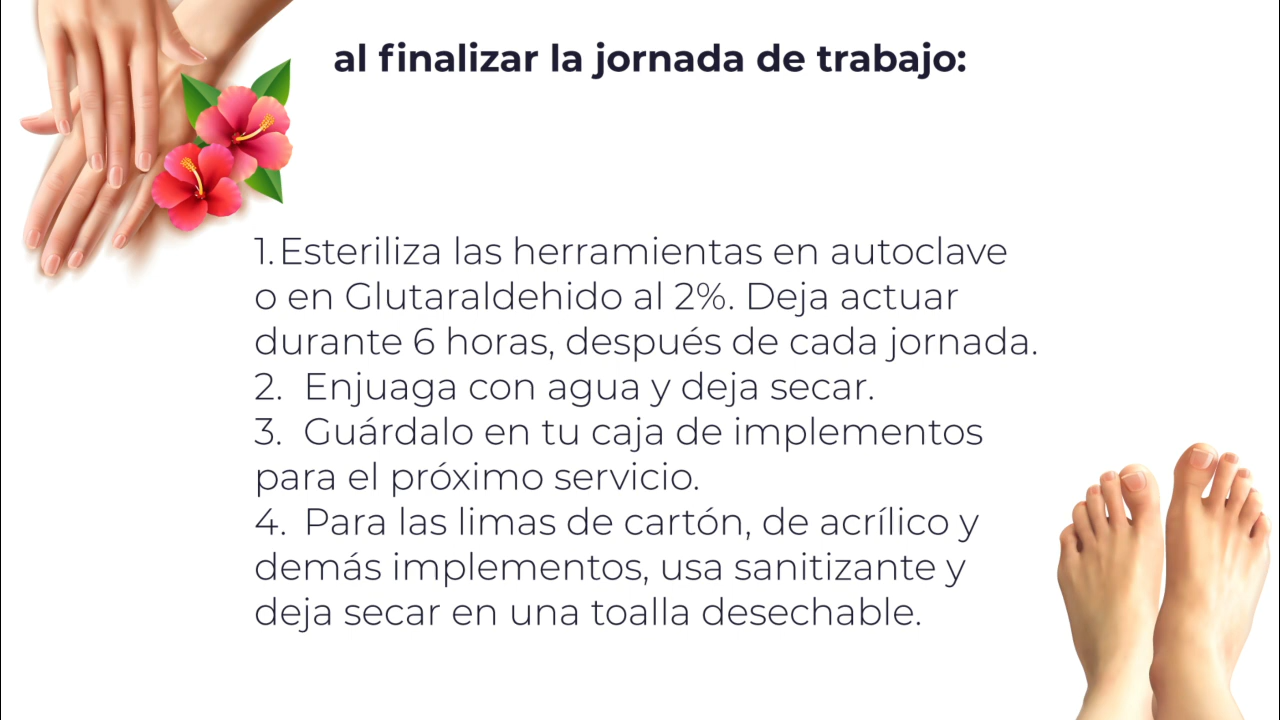 al finalizar la jornada de trabajo:
1. Esteriliza las herramientas en autoclave
o en Glutaraldehido al 2%. Deja actuar
durante 6 horas, después de cada jornada.
2. Enjuaga con agua y deja secar.
3. Guárdalo en tu caja de implementos
para el próximo servicio.
4. Para las limas de cartón, de acrílico y
demás implementos, usa sanitizante y
deja secar en una toalla desechable.